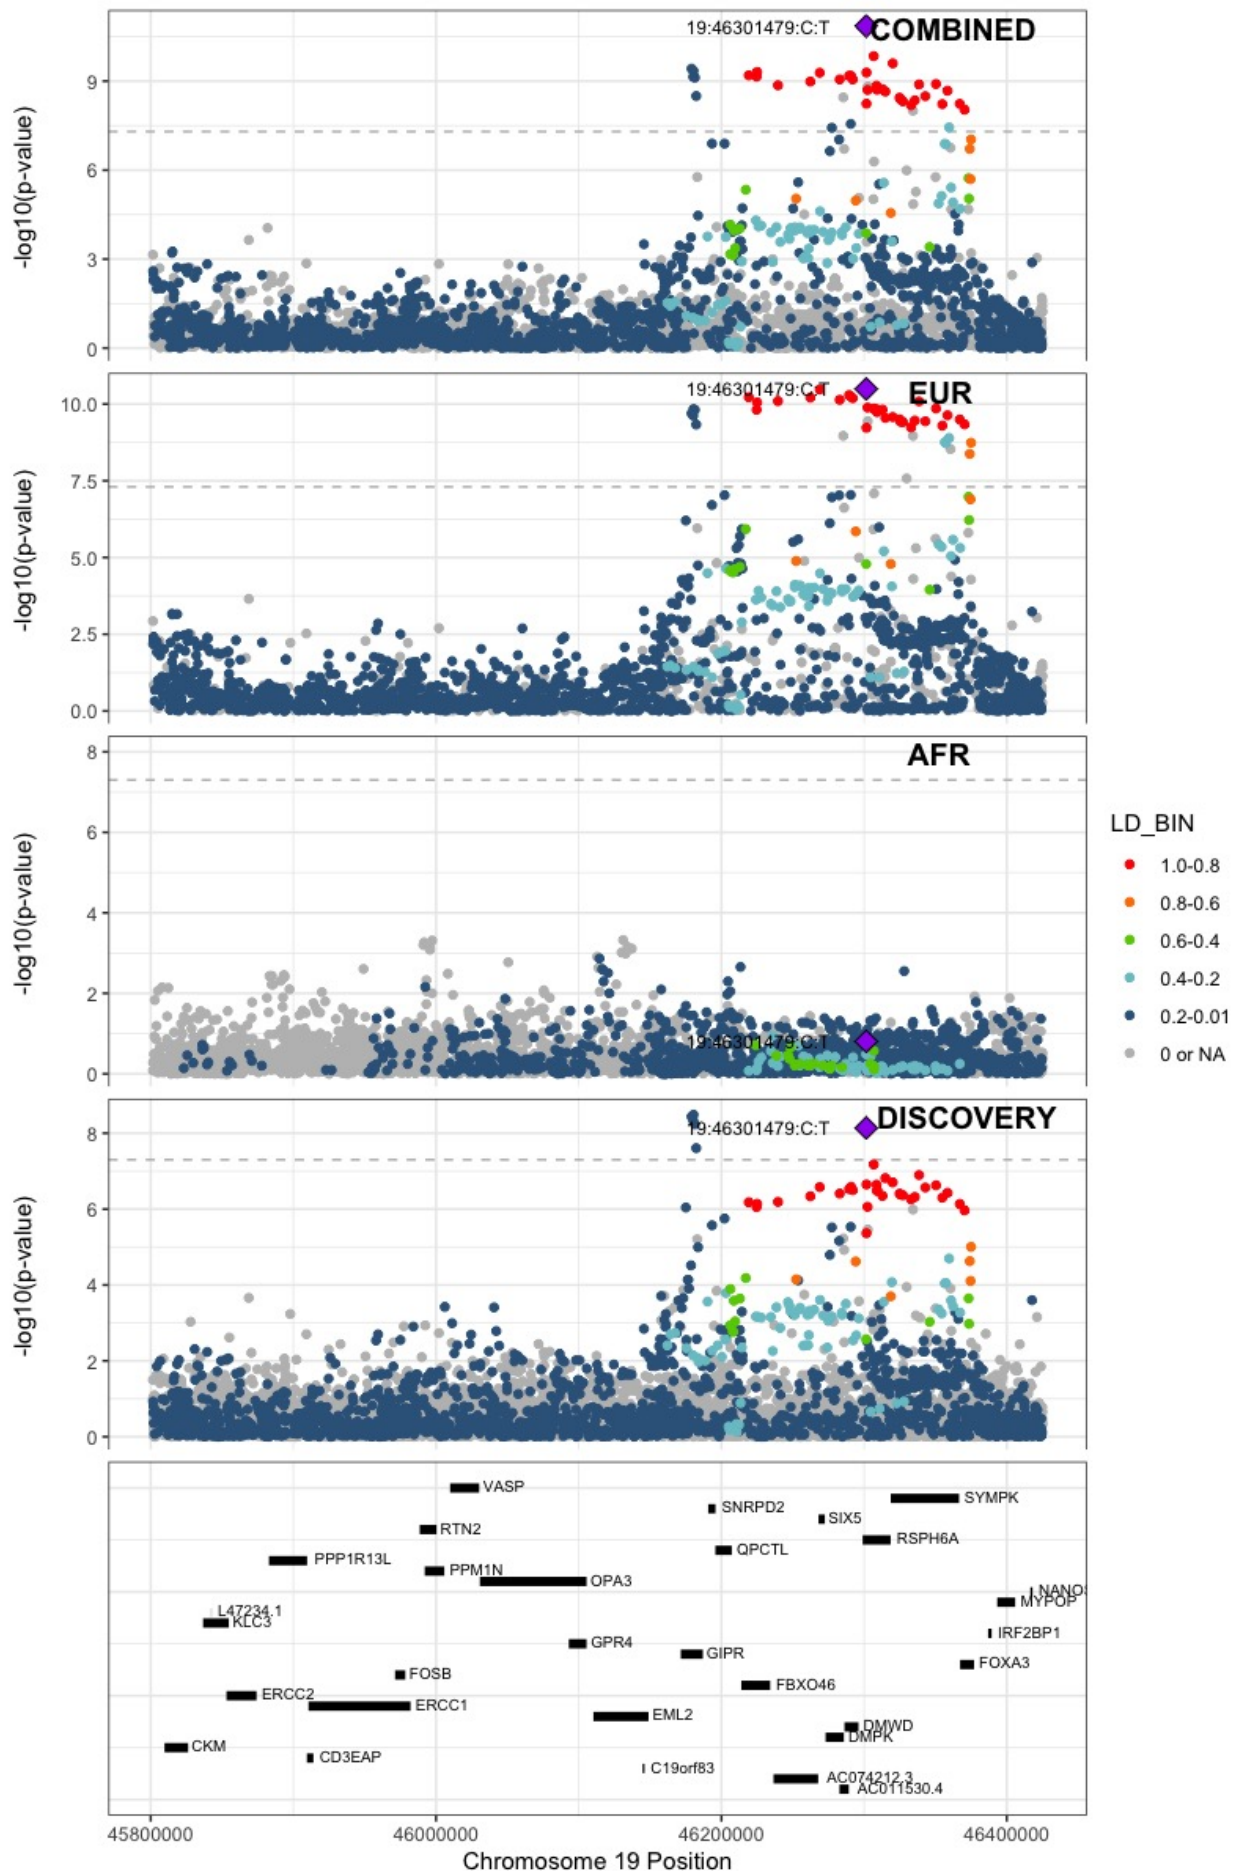 19:46301479:C:T COMBINED
-log10(p-value)
9
6
3
0
19:46301479:C:T EUR
-log10(p-value)
10.0
7.5
5.0
2.5
0.0
AFR
-log10(p-value)
8
6
4
2
0
19:46301479:C:T
19:46301479:C:T DISCOVERY
-log10(p-value)
8
6
4
2
0
LD_BIN
1.0-0.8
0.8-0.6
0.6-0.4
0.4-0.2
0.2-0.01
0 or NA
VASP
SYMPK
SNRPD2
SIX5
RTN2
RSPH6A
QPCTL
PPP1R13L
PPM1N
OPA3
NANOS
MYPOP
L47234.1
KLC3
IRF2BP1
GPR4
GIPR
FOXA3
FOSB
FBXO46
ERCC2
ERCC1
EML2
DMWD
DMPK
CKM
CD3EAP
C19orf83
AC074212.3
AC011530.4
45800000 46000000 46200000 46400000
Chromosome 19 Position